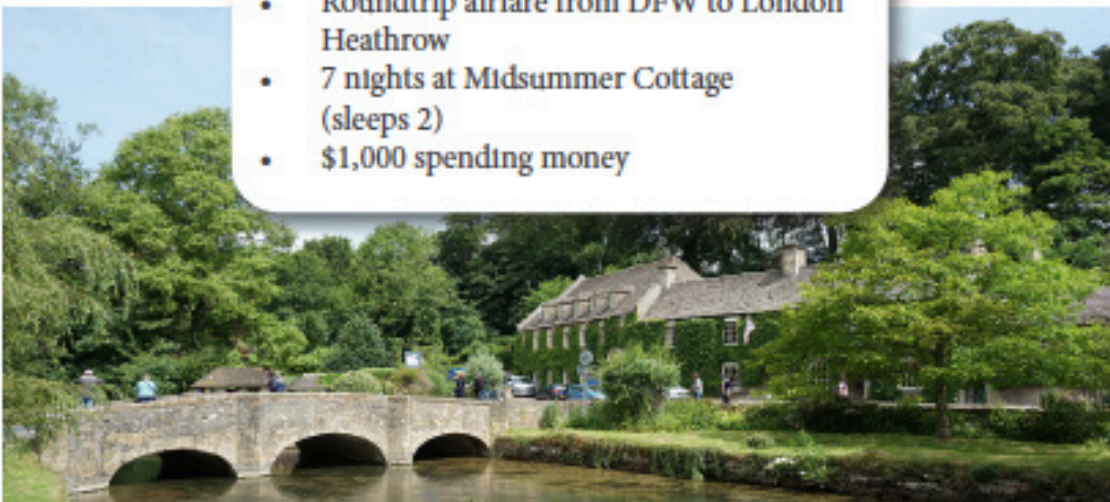 • Roundtrip airfare from DFW to London
Heathrow
• 7 nights at Midsummer Cottage
(sleeps 2)
• $1,000 spending money